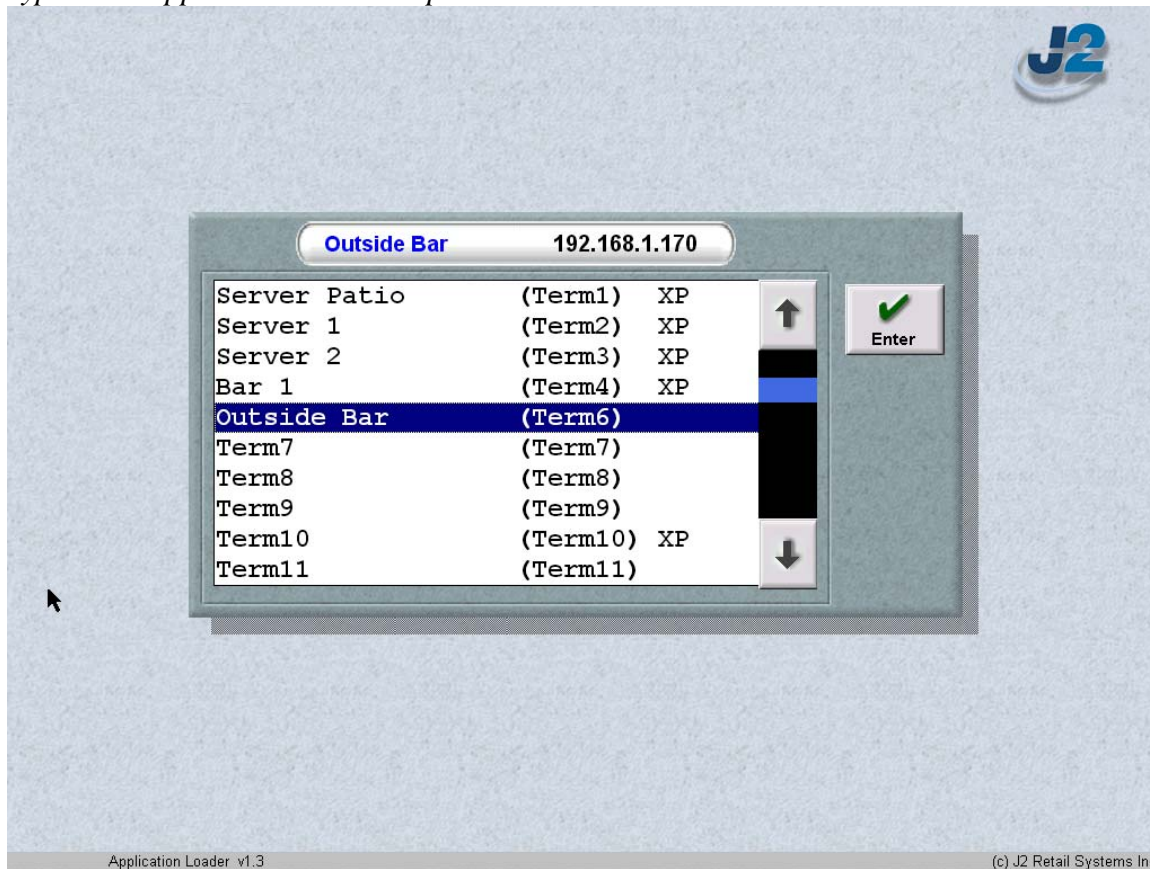 J2
Outside Bar 192.168.1.170
Server Patio (Term1) XP
Server 1 (Term2) XP
Server 2 (Term3) XP
Bar 1 (Term4) XP
Outside Bar (Term6)
Term7 (Term7)
Term8 (Term8)
Term9 (Term9)
Term10 (Term10) XP
Term11 (Term11)
Enter
Application Loader v1.3 (c) J2 Retail Systems In